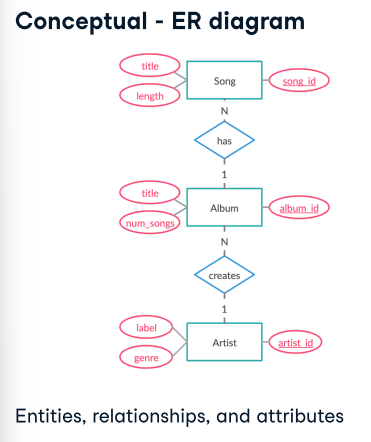 Conceptual - ER diagram
title
Song
song_id
length
N
has
1
title
Album
album_id
num_songs
N
creates
1
label
Artist
artist_id
genre
Entities, relationships, and attributes